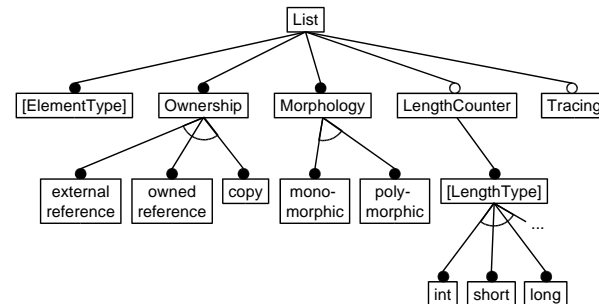 List
[ElementType]
Ownership
Morphology
LengthCounter
Tracing
external
reference
owned
reference
copy
mono-
morphic
poly-
morphic
[LengthType]
...
int
short
long